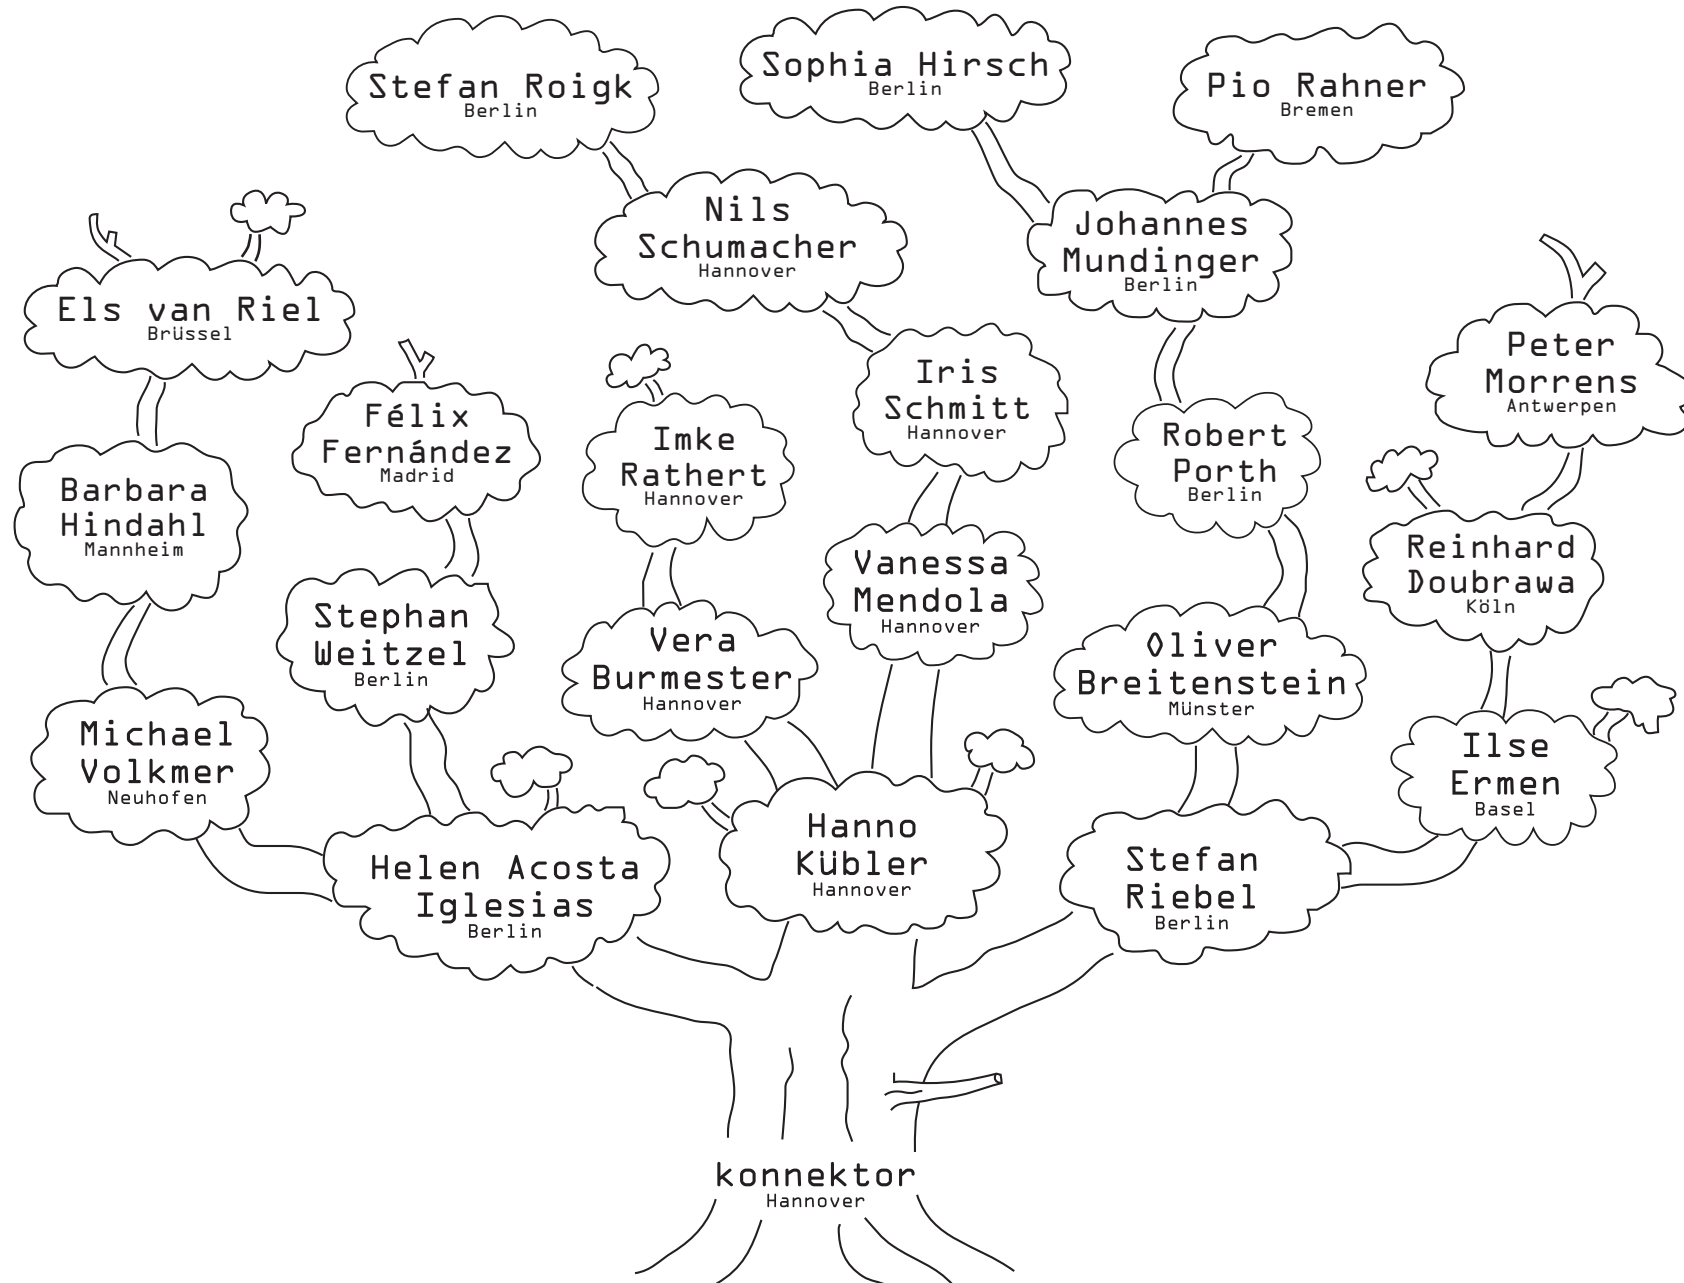 Stefan Roigk
Berlin
Sophia Hirsch
Berlin
Pio Rahner
Bremen
Nils
Schumacher
Hannover
Johannes
Mundinger
Berlin
Els van Riel
Brüssel
Félix
Fernández
Madrid
Imke
Rathert
Hannover
Iris
Schmitt
Hannover
Robert
Porth
Berlin
Peter
Morrens
Antwerpen
Barbara
Hindahl
Mannheim
Stephan
Weitzel
Berlin
Vera
Burmester
Hannover
Vanessa
Mendola
Hannover
Oliver
Breitenstein
Münster
Reinhard
Doubrawa
Köln
Michael
Volkmer
Neuhofen
Helen Acosta
Iglesias
Berlin
Hanno
Kübler
Hannover
Stefan
Riebel
Berlin
Ilse
Ermen
Basel
konnektor
Hannover